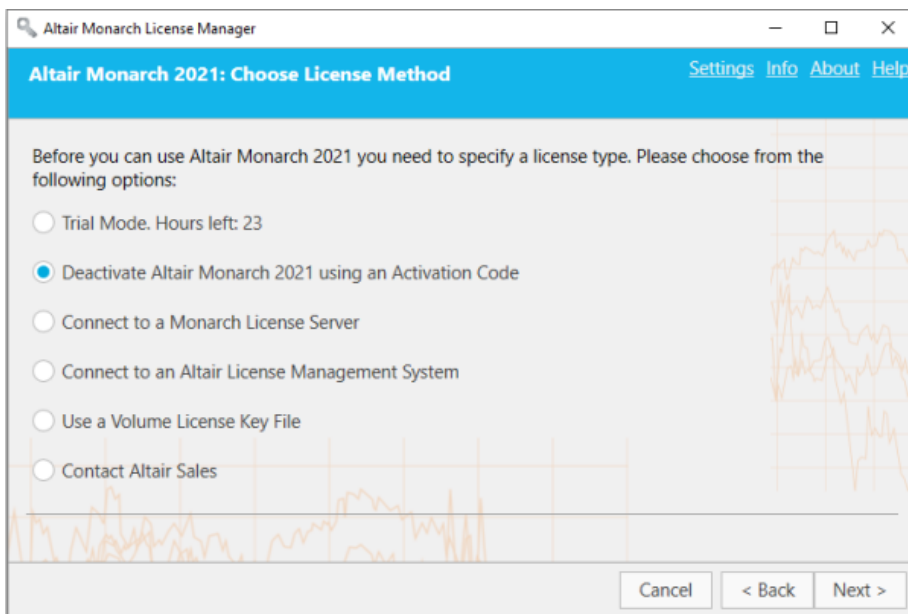 Altair Monarch License Manager
Altair Monarch 2021: Choose License Method
Settings Info About Help
Before you can use Altair Monarch 2021 you need to specify a license type. Please choose from the
following options:
Trial Mode. Hours left: 23
Deactivate Altair Monarch 2021 using an Activation Code
Connect to a Monarch License Server
Connect to an Altair License Management System
Use a Volume License Key File
Contact Altair Sales
Cancel
< Back
Next >